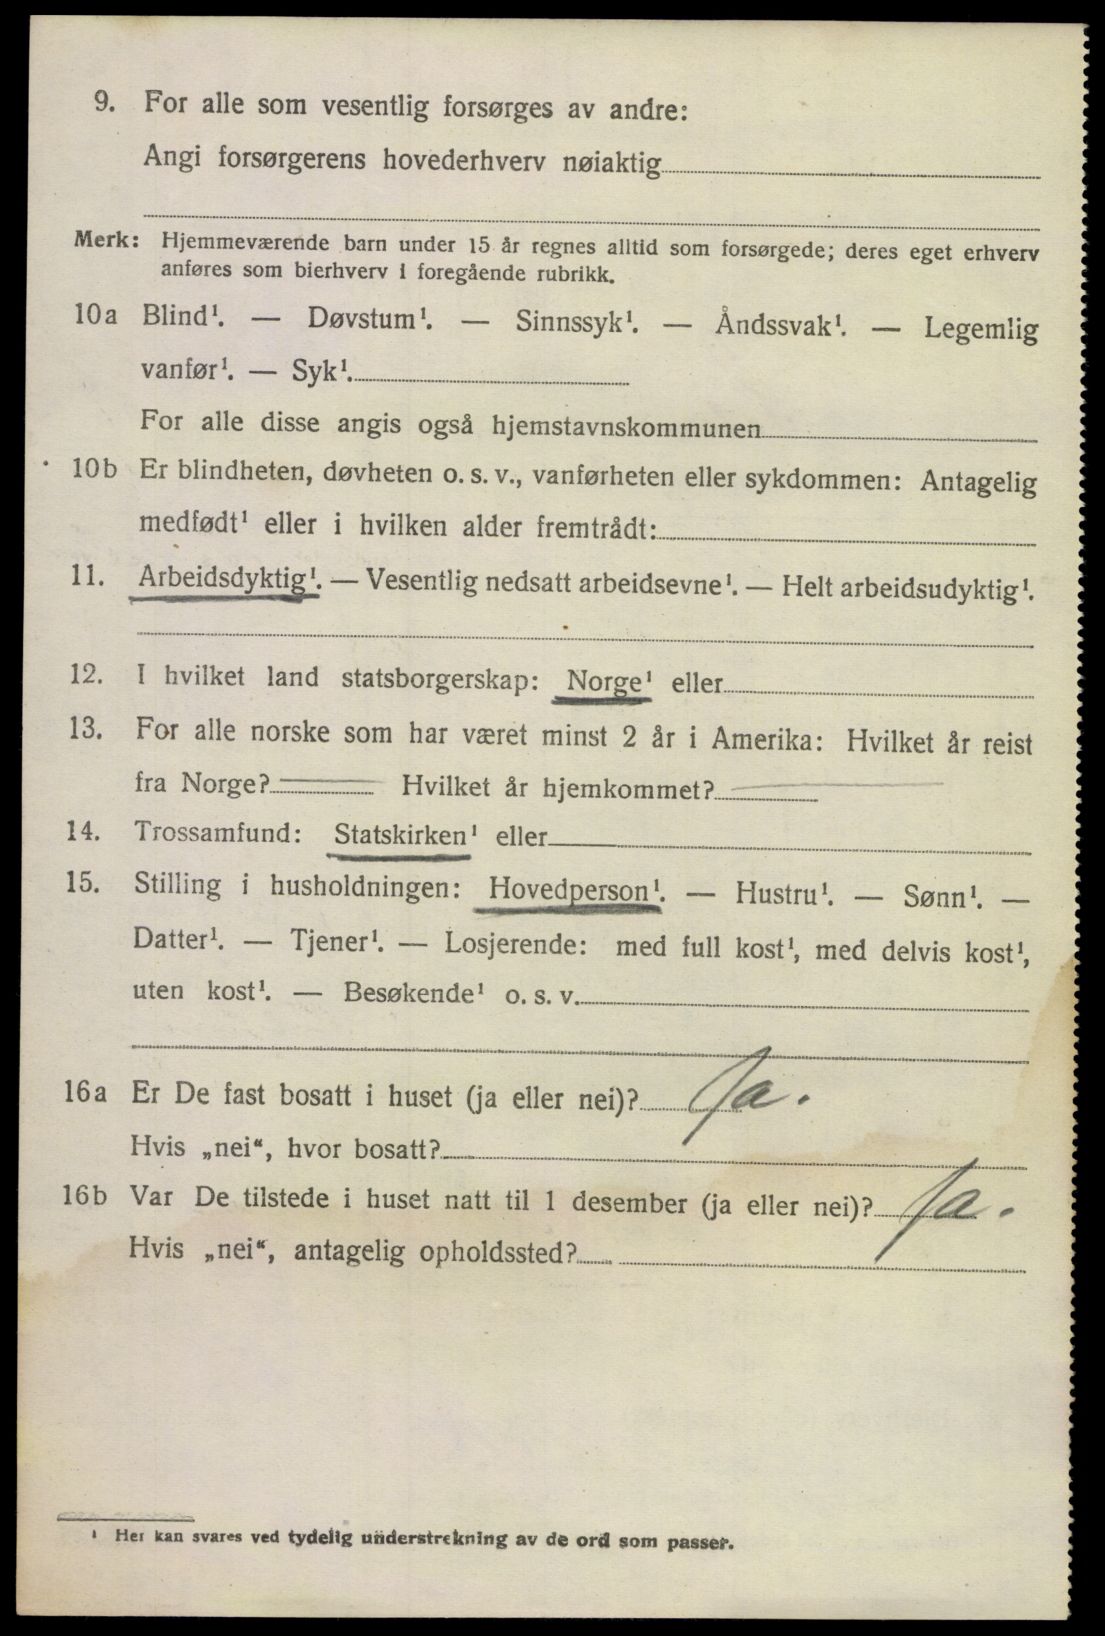 9. For alle som vesentlig forsørges av andre:
Angi forsørgerens hovederhverv nøiaktig
Merk: Hjemmeværende barn under 15 år regnes alltid som forsørgede; deres eget erhverv
anføres som bierhverv i foregående rubrikk.
10a Blind¹. — Døvstum¹. — Sinnssyk¹. — Åndssvak¹. — Legemlig
vanfør¹. — Syk¹.
For alle disse angis også hjemstavnskommunen
10b Er blindheten, døvheten o. s. v., vanførheten eller sykdommen: Antagelig
medfødt¹ eller i hvilken alder fremtrådt:
11. Arbeidsdyktig¹. — Vesentlig nedsatt arbeidsevne¹. — Helt arbeidsudyktig¹.
12. I hvilket land statsborgerskap: Norge¹ eller
13. For alle norske som har været minst 2 år i Amerika: Hvilket år reist
fra Norge? Hvilket år hjemkommet?
14. Trossamfund: Statskirken¹ eller
15. Stilling i husholdningen: Hovedperson¹. — Hustru¹. — Sønn¹. —
Datter¹. — Tjener¹. — Losjerende: med full kost¹, med delvis kost¹,
uten kost¹. — Besøkende¹ o. s. v.
16a Er De fast bosatt i huset (ja eller nei)? Ja.
Hvis „nei“, hvor bosatt?
16b Var De tilstede i huset natt til 1 desember (ja eller nei)? Ja.
Hvis „nei“, antagelig opholdssted?
¹ Her kan svares ved tydelig understrekning av de ord som passer.